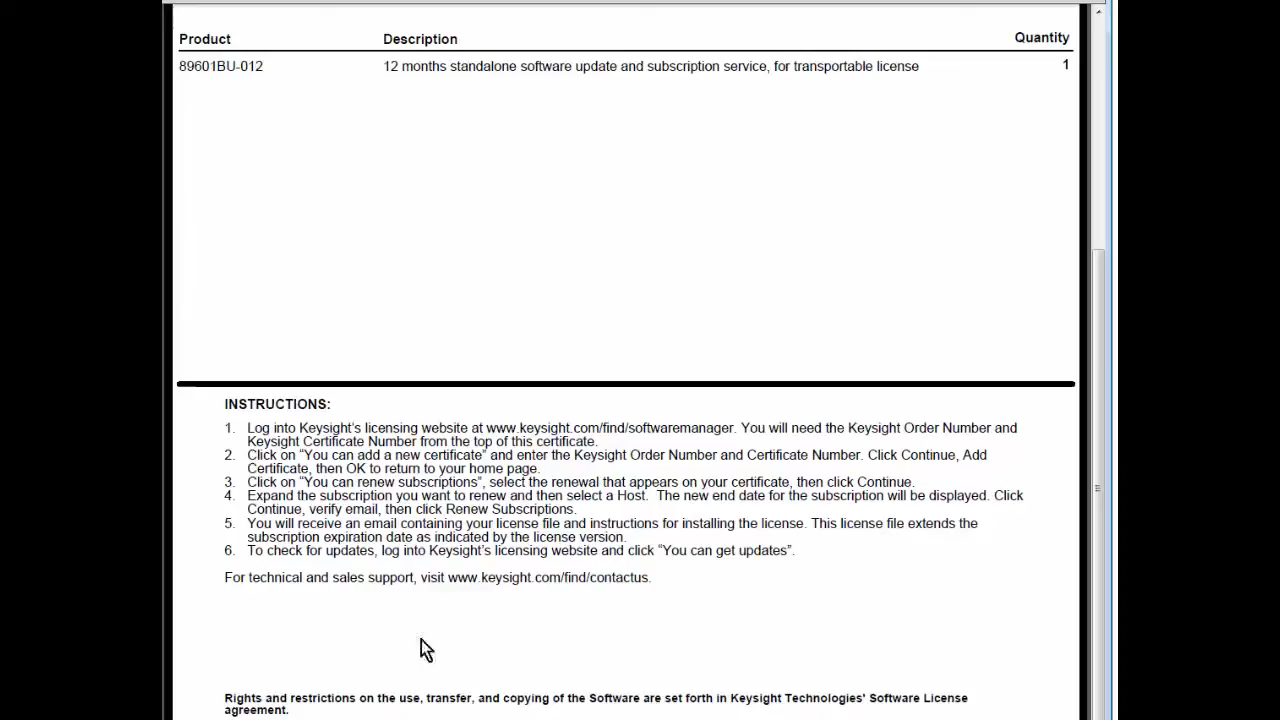 Product Description Quantity
89601BU-012 12 months standalone software update and subscription service, for transportable license 1
INSTRUCTIONS:
1. Log into Keysight's licensing website at www.keysight.com/find/softwaremanager. You will need the Keysight Order Number and
Keysight Certificate Number from the top of this certificate.
2. Click on “You can add a new certificate” and enter the Keysight Order Number and Certificate Number. Click Continue, Add
Certificate, then OK to return to your home page.
3. Click on “You can renew subscriptions”, select the renewal that appears on your certificate, then click Continue.
4. Expand the subscription you want to renew and then select a Host. The new end date for the subscription will be displayed. Click
Continue, verify email, then click Renew Subscriptions.
5. You will receive an email containing your license file and instructions for installing the license. This license file extends the
subscription expiration date as indicated by the license version.
6. To check for updates, log into Keysight's licensing website and click “You can get updates”.
For technical and sales support, visit www.keysight.com/find/contactus.
Rights and restrictions on the use, transfer, and copying of the Software are set forth in Keysight Technologies' Software License
agreement.